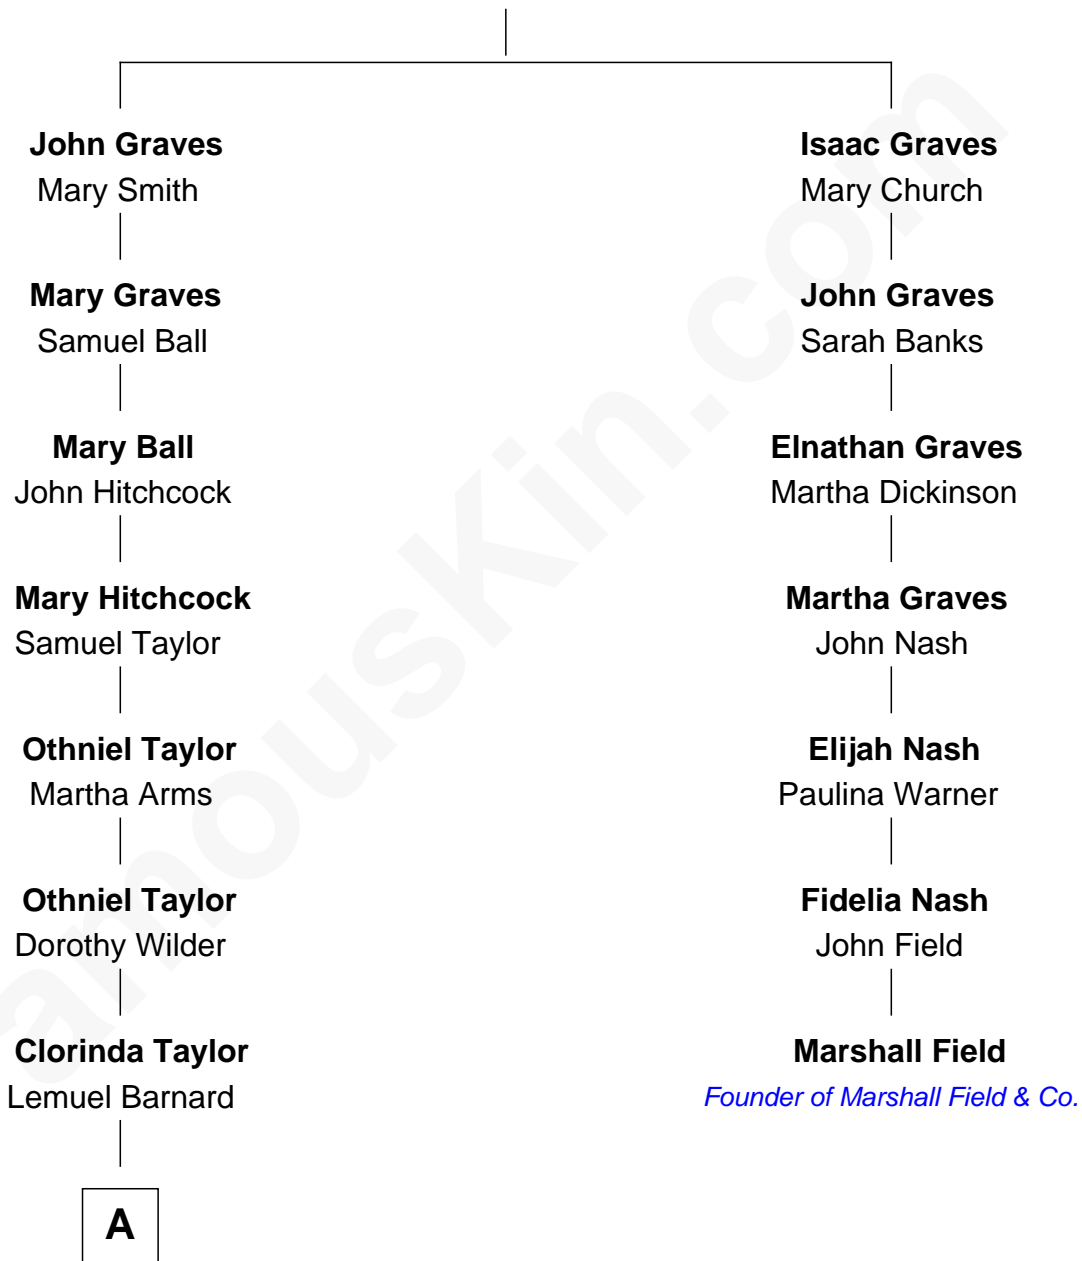 John Graves
Mary Smith
Isaac Graves
Mary Church
Mary Graves
Samuel Ball
John Graves
Sarah Banks
Mary Ball
John Hitchcock
Elnathan Graves
Martha Dickinson
Mary Hitchcock
Samuel Taylor
Martha Graves
John Nash
Othniel Taylor
Martha Arms
Elijah Nash
Paulina Warner
Othniel Taylor
Dorothy Wilder
Fidelia Nash
John Field
Clorinda Taylor
Lemuel Barnard
Marshall Field
Founder of Marshall Field & Co.
A
amouskin.com